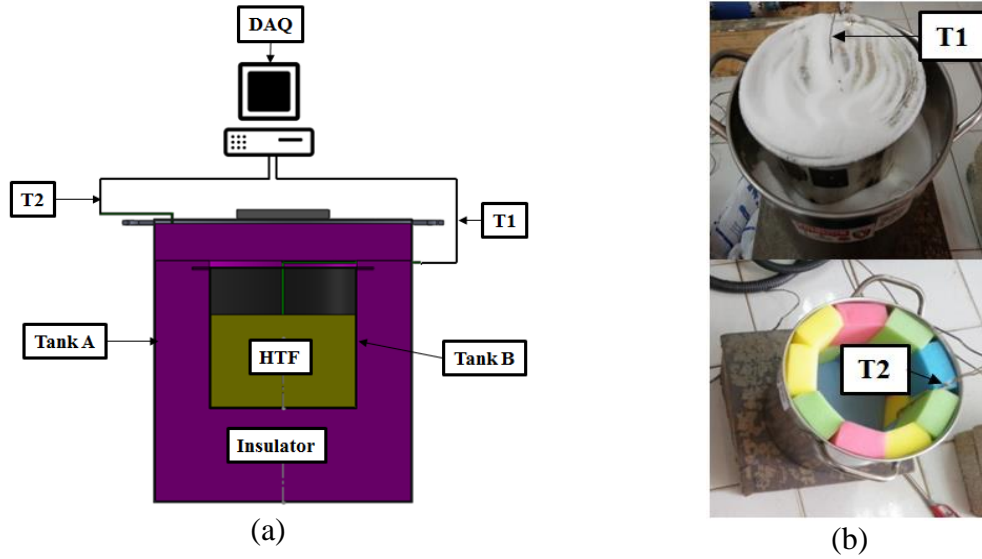 DAQ
T2
T1
Tank A
HTF
Tank B
Insulator
(a)
T1
T2
(b)